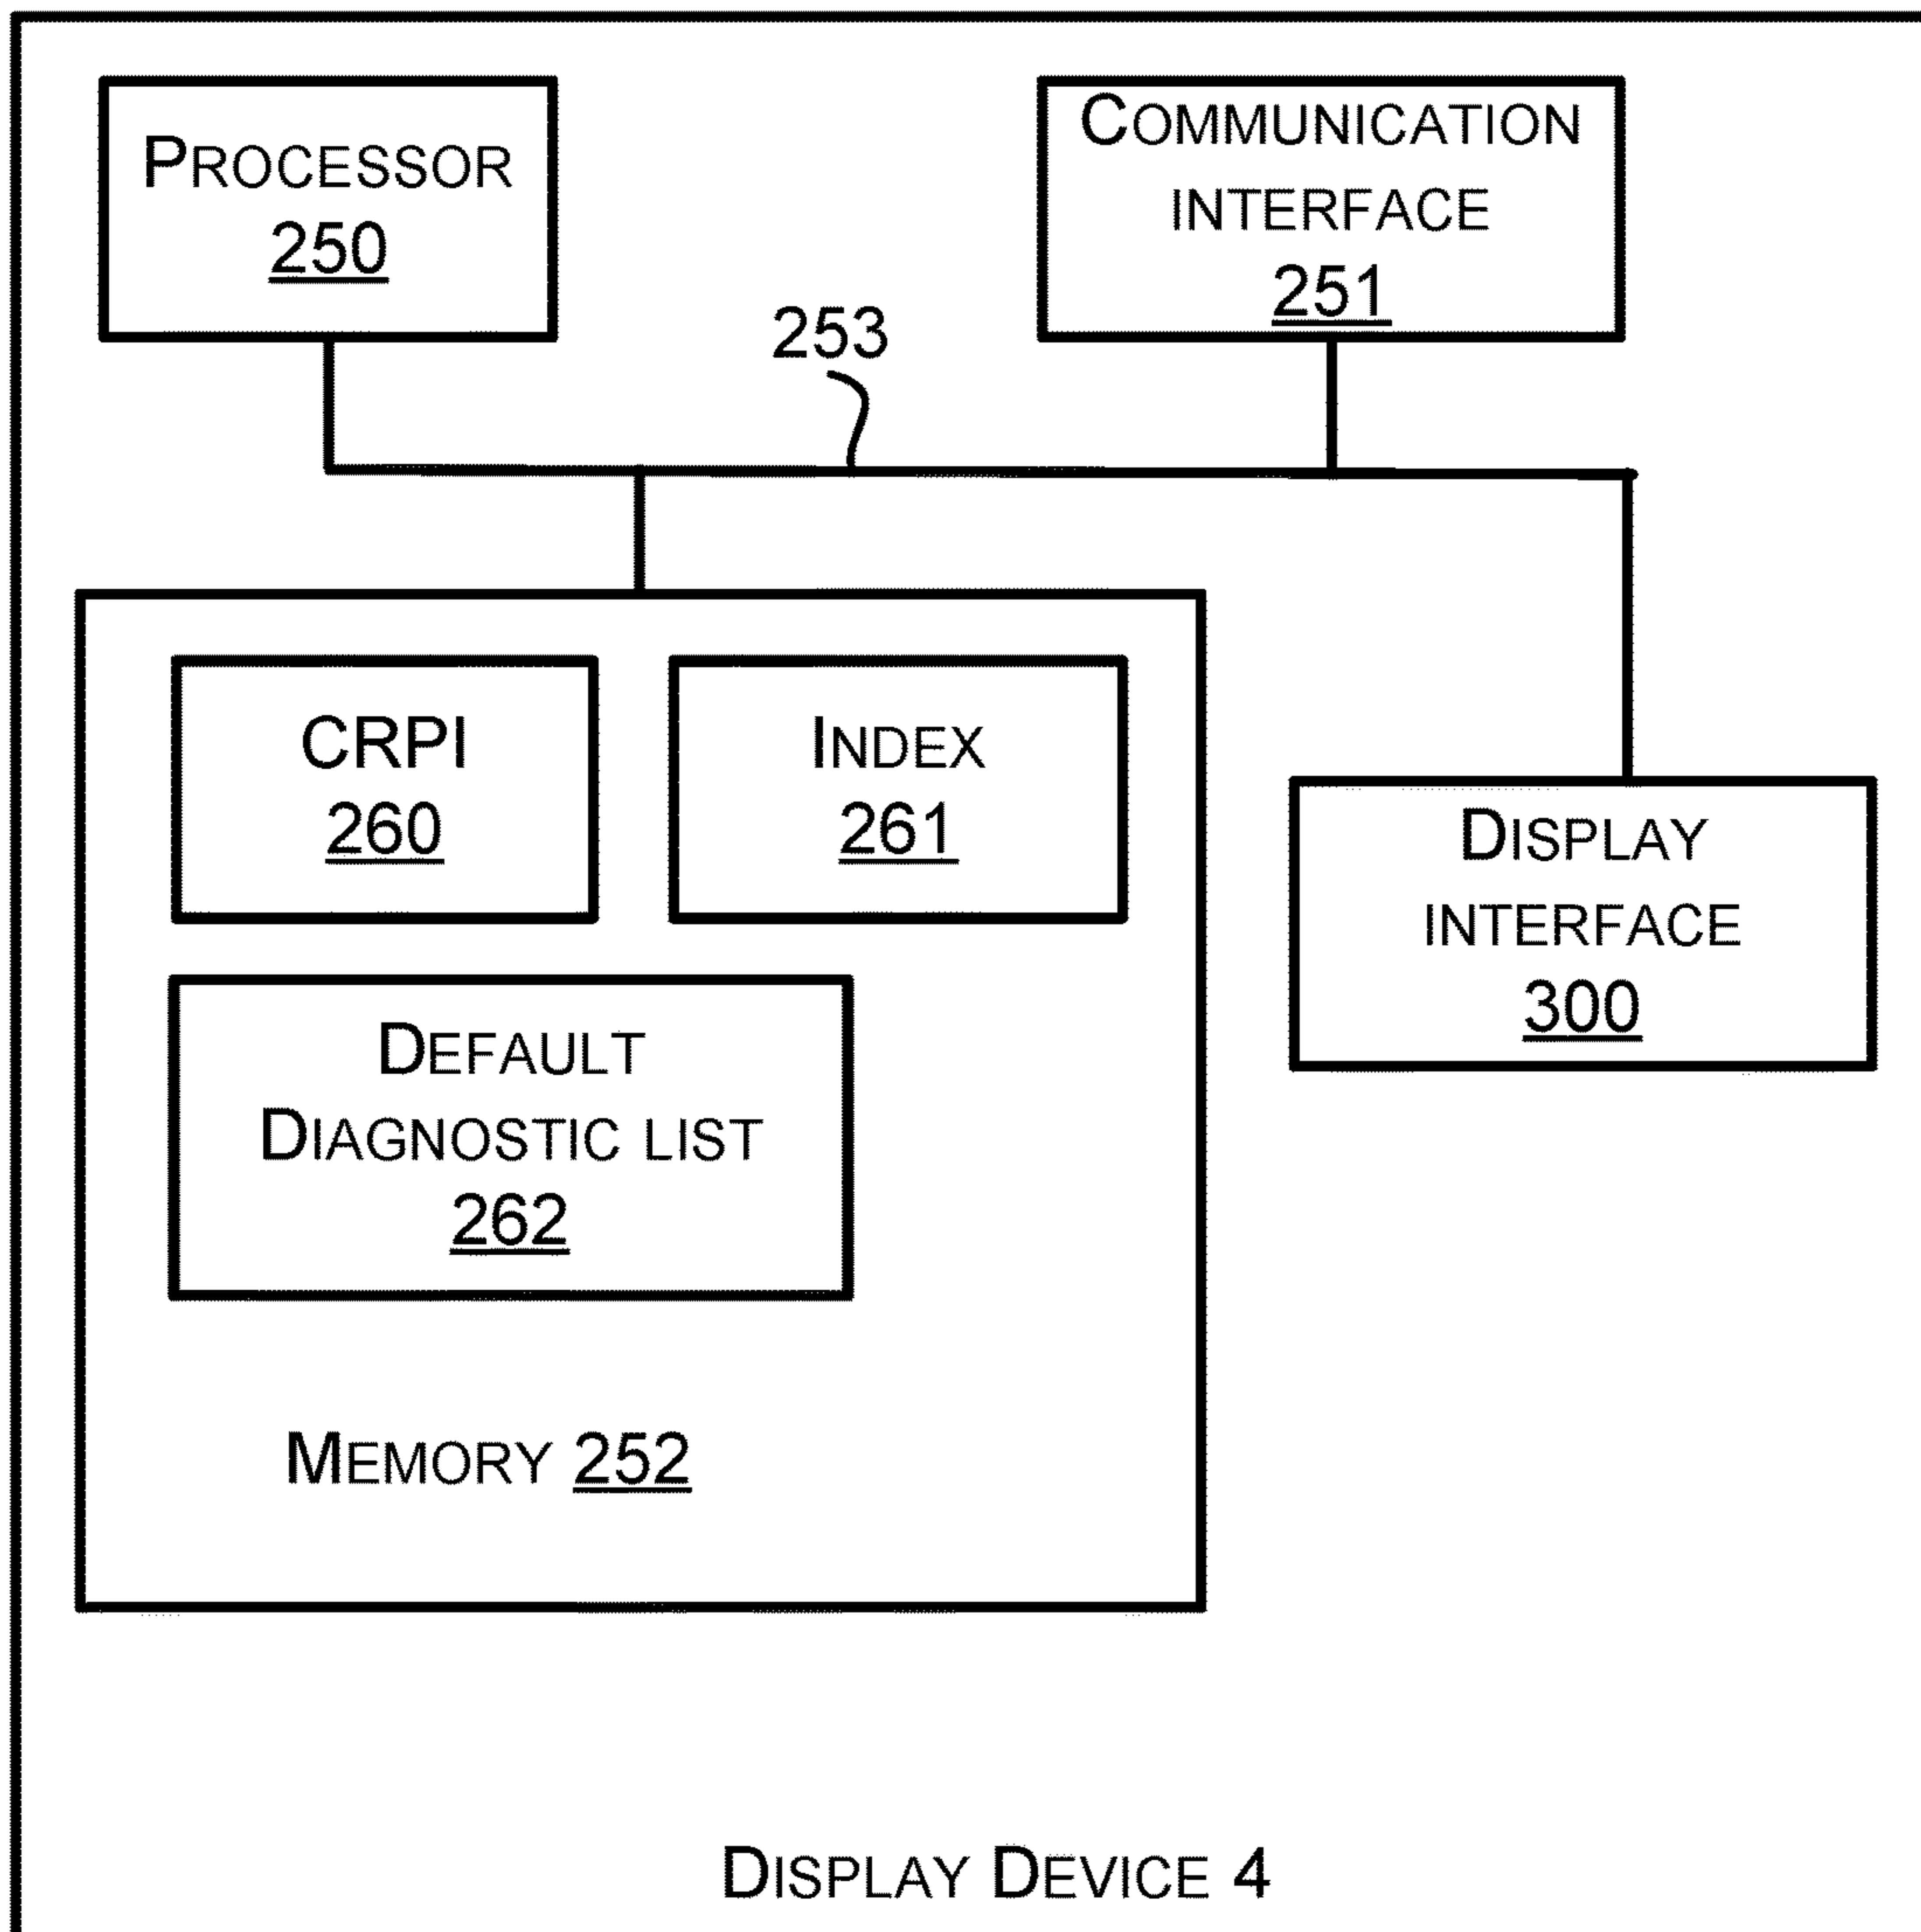 PROCESSOR
250
COMMUNICATION
INTERFACE
251
253
CRPI
260
INDEX
261
DISPLAY
INTERFACE
300
DEFAULT
DIAGNOSTIC LIST
262
MEMORY 252
DISPLAY DEVICE 4